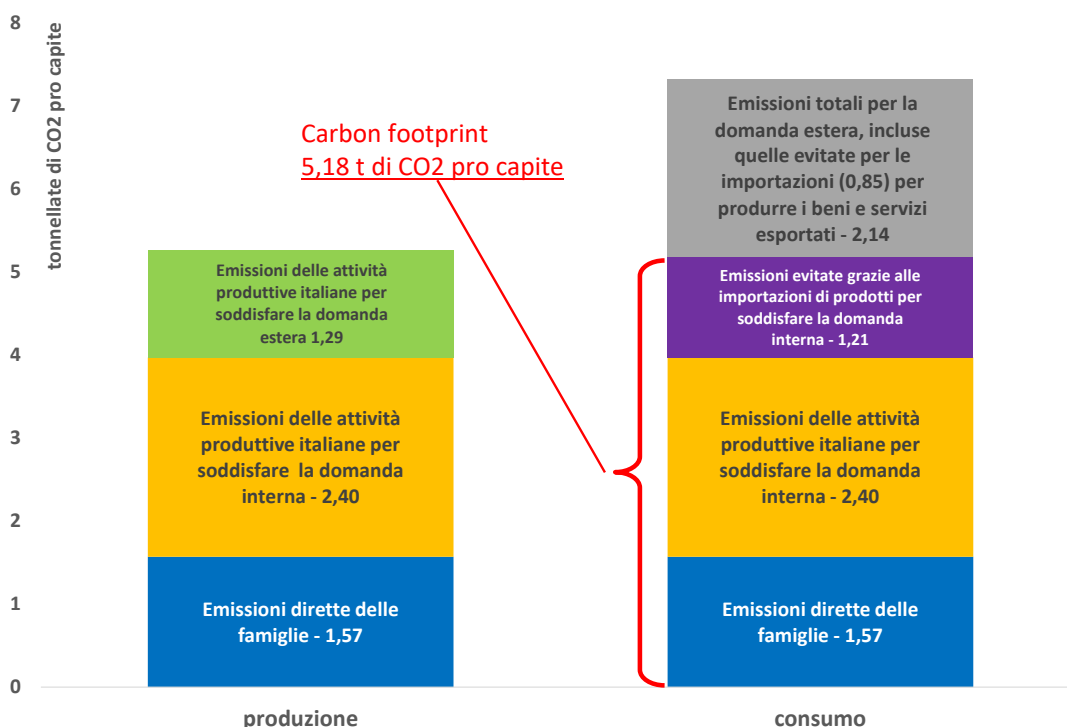 tonnellate di CO2 pro capite
8
7
6
5
4
3
2
1
0
Carbon footprint
5,18 t di CO2 pro capite
Emissioni delle attività
produttive italiane per
soddisfare la domanda
estera 1,29
Emissioni delle attività
produttive italiane per
soddisfare la domanda
interna - 2,40
Emissioni dirette delle
famiglie - 1,57
Emissioni totali per la
domanda estera, incluse
quelle evitate per le
importazioni (0,85) per
produrre i beni e servizi
esportati - 2,14
Emissioni evitate grazie alle
importazioni di prodotti per
soddisfare la domanda
interna - 1,21
Emissioni delle attività
produttive italiane per
soddisfare la domanda
interna - 2,40
Emissioni dirette delle
famiglie - 1,57
produzione
consumo